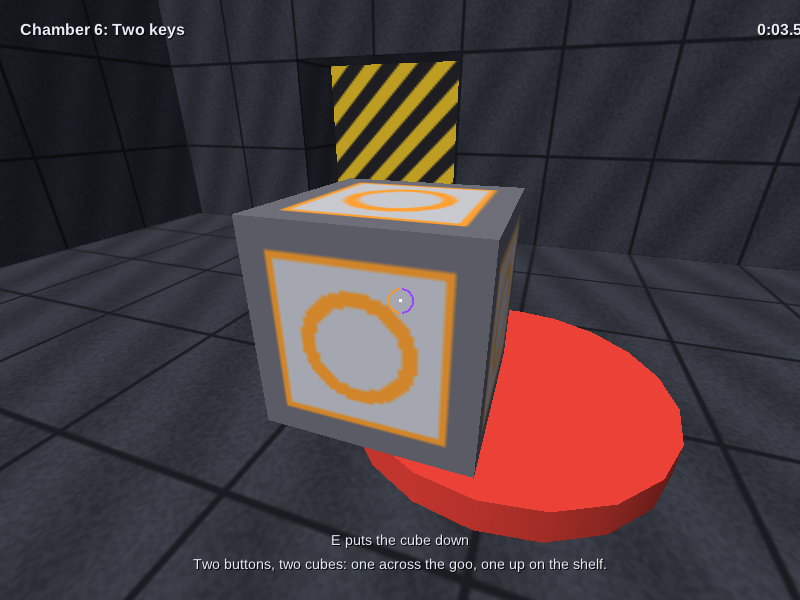 Chamber 6: Two keys
0:03.5
E puts the cube down
Two buttons, two cubes: one across the goo, one up on the shelf.